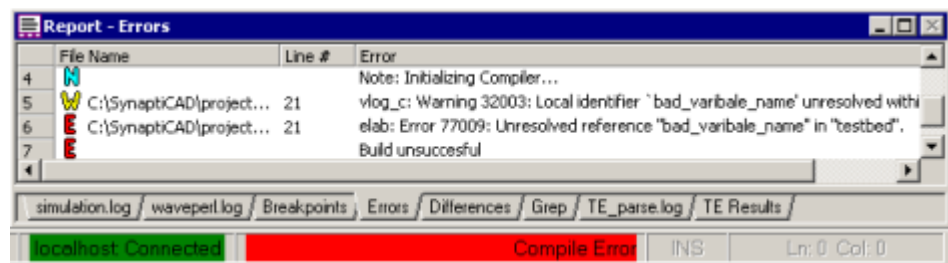 Report - Errors
File Name Line # Error
4 N Note: Initializing Compiler...
5 W C:\SynaptiCAD\project... 21 vlog_c: Warning 32003: Local identifier `bad_varibale_name' unresolved withi
6 E C:\SynaptiCAD\project... 21 elab: Error 77009: Unresolved reference "bad_varibale_name" in "testbed".
7 E Build unsuccesful
simulation.log / waveperl.log / Breakpoints Errors / Differences / Grep / TE_parse.log / TE Results /
localhost: Connected Compile Error INS Ln: 0 Col: 0